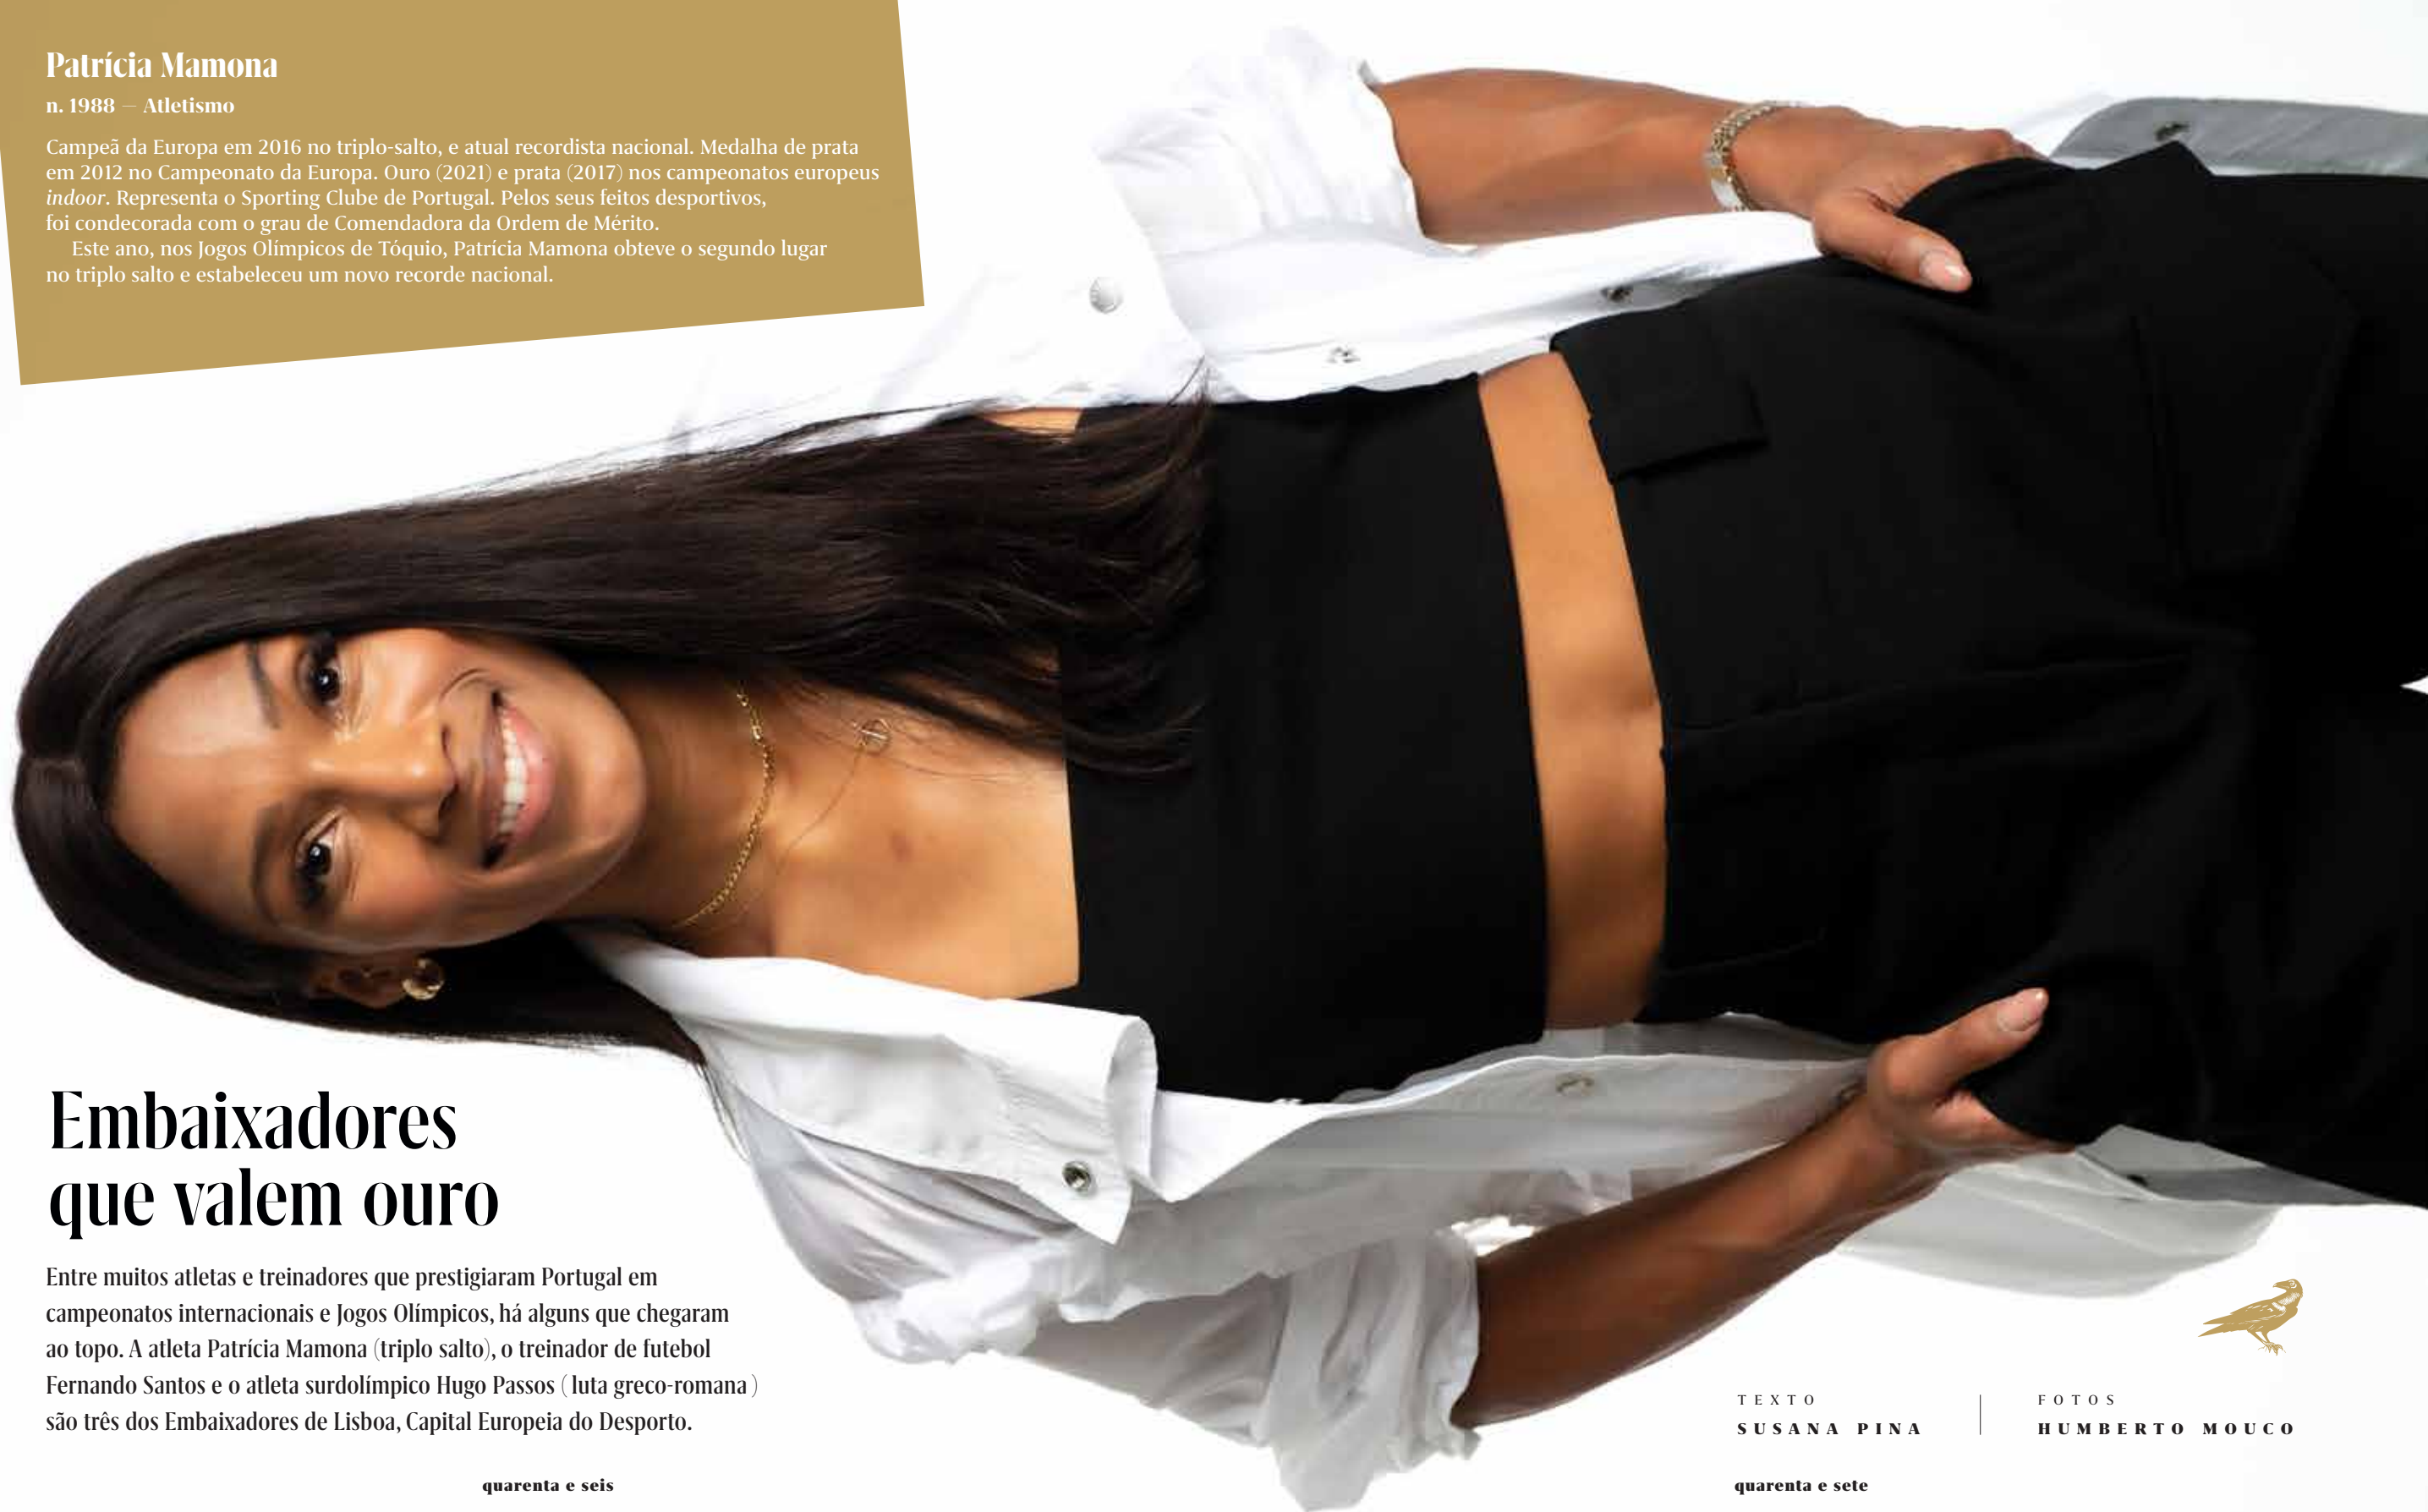 Patrícia Mamona
n. 1988 — Atletismo
Campeã da Europa em 2016 no triplo-salto, e atual recordista nacional. Medalha de prata
em 2012 no Campeonato da Europa. Ouro (2021) e prata (2017) nos campeonatos europeus
indoor. Representa o Sporting Clube de Portugal. Pelos seus feitos desportivos,
foi condecorada com o grau de Comendadora da Ordem de Mérito.
Este ano, nos Jogos Olímpicos de Tóquio, Patrícia Mamona obteve o segundo lugar
no triplo salto e estabeleceu um novo recorde nacional.
Embaixadores
que valem ouro
Entre muitos atletas e treinadores que prestigiaram Portugal em
campeonatos internacionais e Jogos Olímpicos, há alguns que chegaram
ao topo. A atleta Patrícia Mamona (triplo salto), o treinador de futebol
Fernando Santos e o atleta surdolímpico Hugo Passos (luta greco-romana)
são três dos Embaixadores de Lisboa, Capital Europeia do Desporto.
TEXTO
SUSANA PINA
FOTOS
HUMBERTO MOUCO
quarenta e seis
quarenta e sete